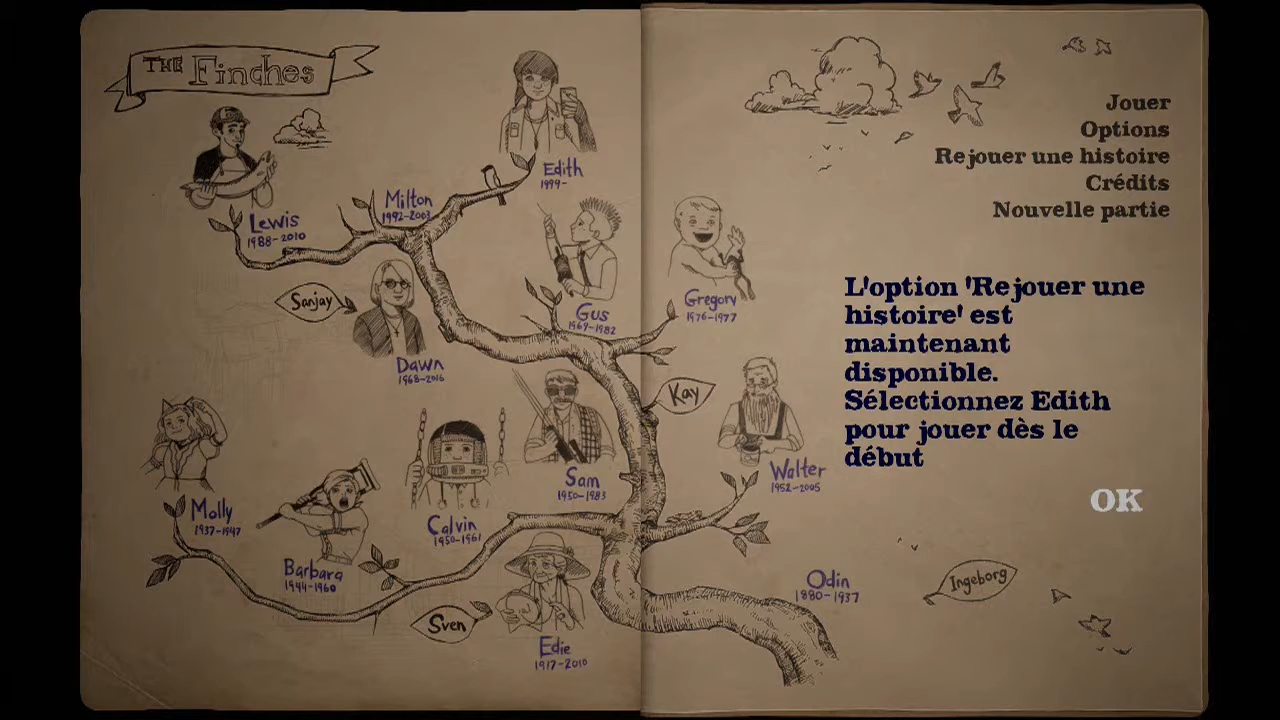 THE Finches
Edith
1999-
Lewis
1988-2010
Milton
1992-2003
Sanjay
Dawn
1968-2016
Gus
1969-1982
Gregory
1976-1977
Kay
Sam
1950-1983
Walter
1952-2005
Molly
1937-1947
Barbara
1944-1960
Calvin
1950-1961
Sven
Edie
1917-2010
Odin
1880-1937
Ingeborg
Jouer
Options
Rejouer une histoire
Crédits
Nouvelle partie
L'option 'Rejouer une
histoire' est
maintenant
disponible.
Sélectionnez Edith
pour jouer dès le
début
OK